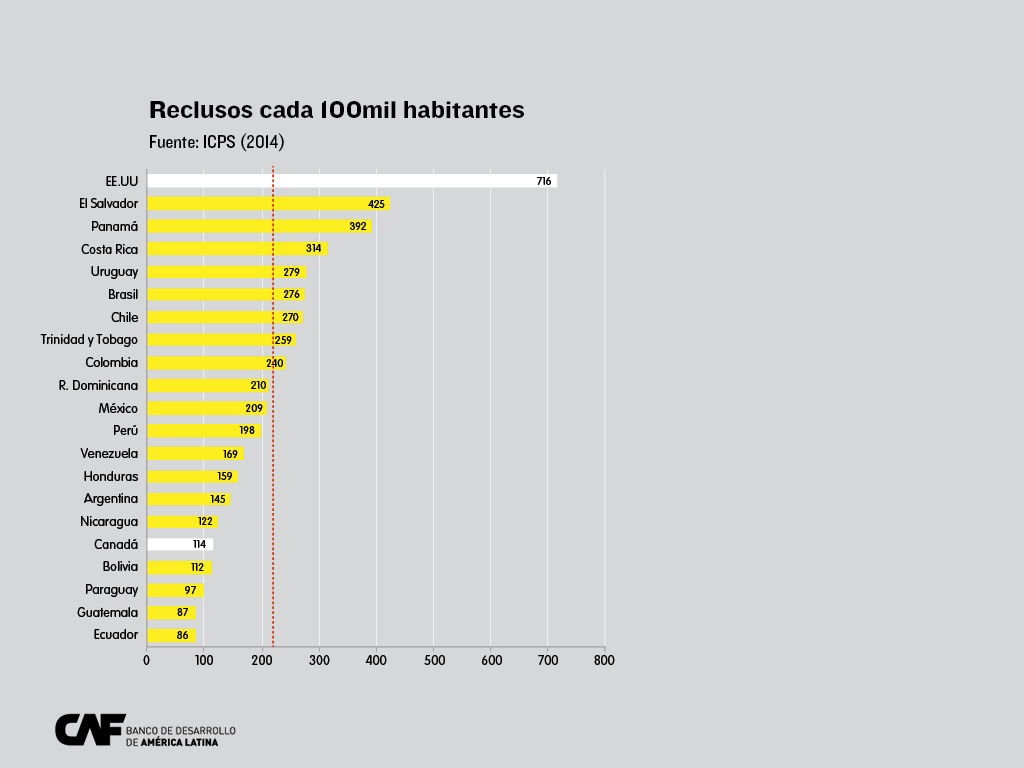 Reclusos cada 100mil habitantes
Fuente: ICPS (2014)
EE.UU 716
El Salvador 425
Panamá 392
Costa Rica 314
Uruguay 279
Brasil 276
Chile 270
Trinidad y Tobago 259
Colombia 240
R. Dominicana 210
México 209
Perú 198
Venezuela 169
Honduras 159
Argentina 145
Nicaragua 122
Canadá 114
Bolivia 112
Paraguay 97
Guatemala 87
Ecuador 86
0 100 200 300 400 500 600 700 800
CAF BANCO DE DESARROLLO
DE AMÉRICA LATINA